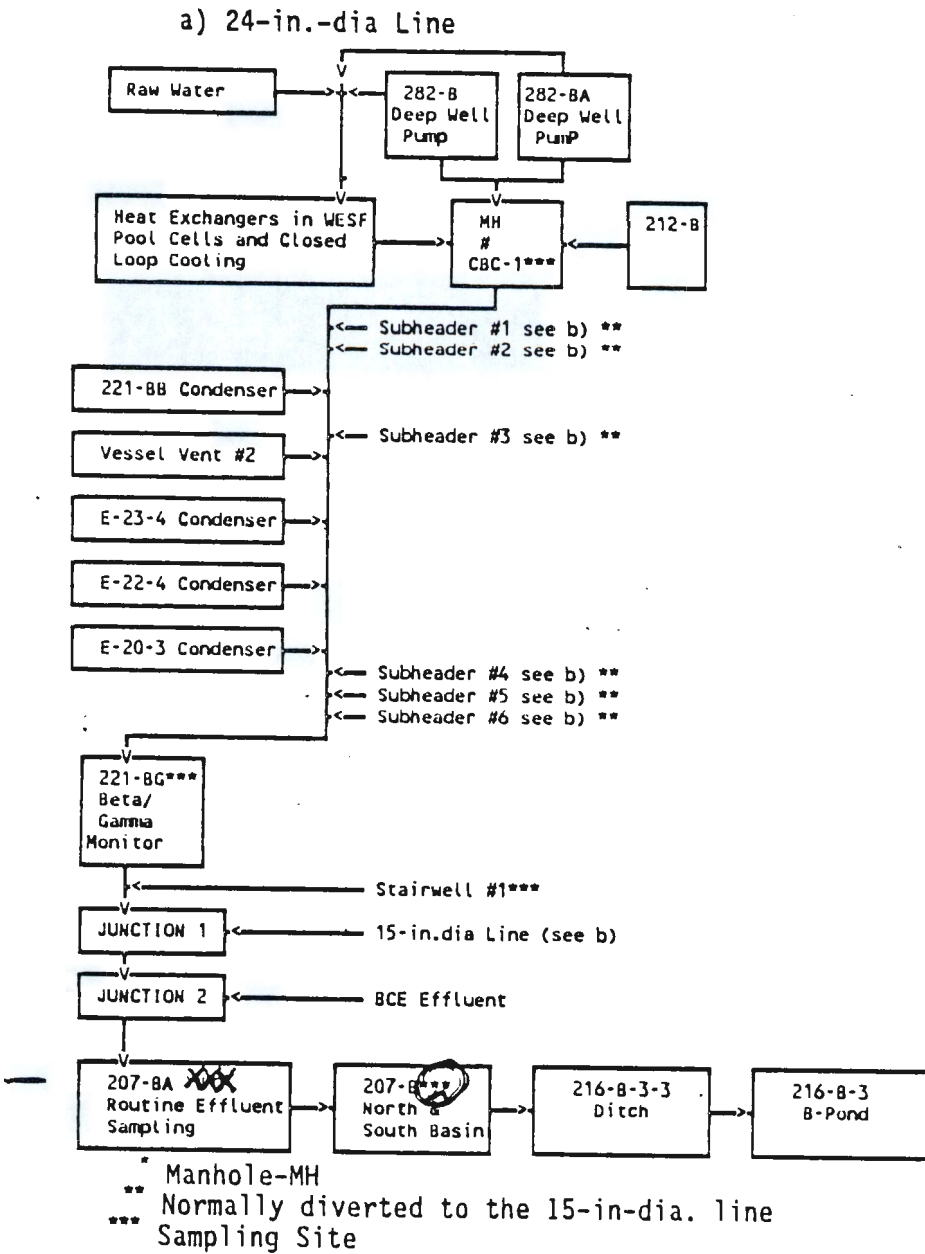 a) 24-in.-dia Line
Raw Water
282-B
Deep Well
Pump
282-BA
Deep Well
PumP
Heat Exchangers in WESF
Pool Cells and Closed
Loop Cooling
MH
#
CBC-1***
212-B
Subheader #1 see b) **
Subheader #2 see b) **
221-BB Condenser
Subheader #3 see b) **
Vessel Vent #2
E-23-4 Condenser
E-22-4 Condenser
E-20-3 Condenser
Subheader #4 see b) **
Subheader #5 see b) **
Subheader #6 see b) **
221-BG***
Beta/
Gamma
Monitor
Stairwell #1***
JUNCTION 1
15-in.dia Line (see b)
JUNCTION 2
BCE Effluent
207-BA XXX
Routine Effluent
Sampling
207-B***
North &
South Basin
216-B-3-3
Ditch
216-B-3
B-Pond
* Manhole-MH
** Normally diverted to the 15-in-dia. line
*** Sampling Site